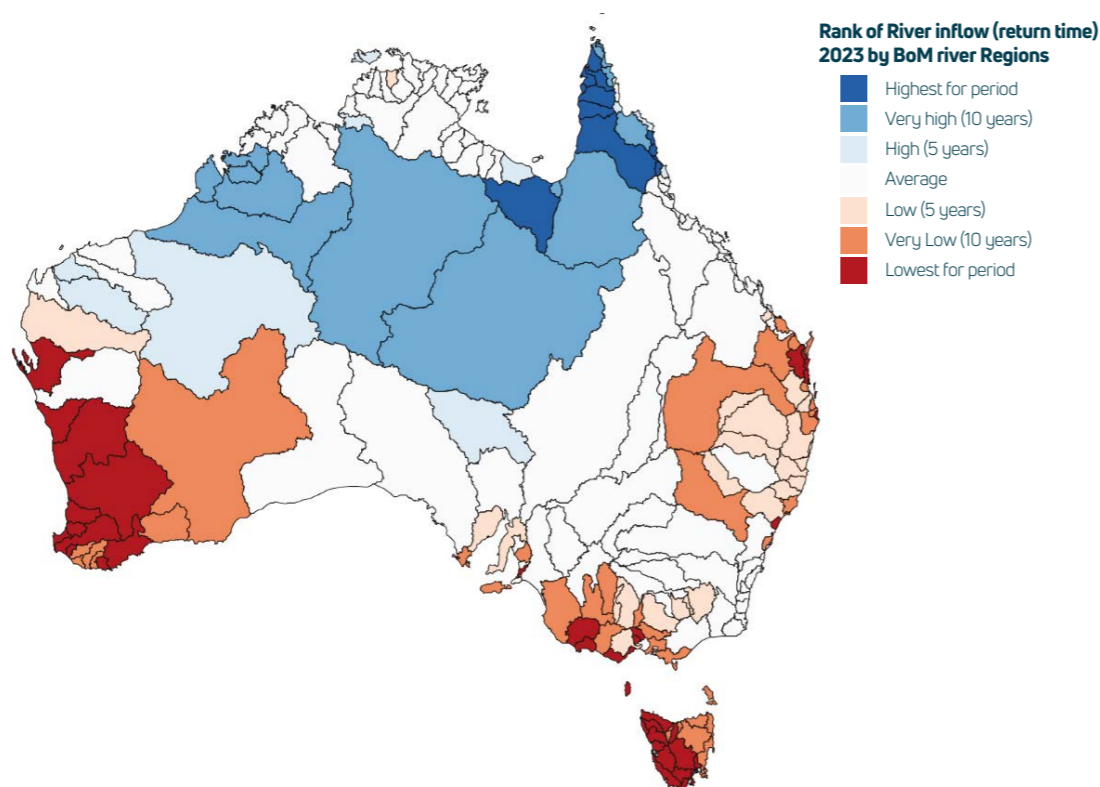 Rank of River inflow (return time)
2023 by BoM river Regions
Highest for period
Very high (10 years)
High (5 years)
Average
Low (5 years)
Very Low (10 years)
Lowest for period